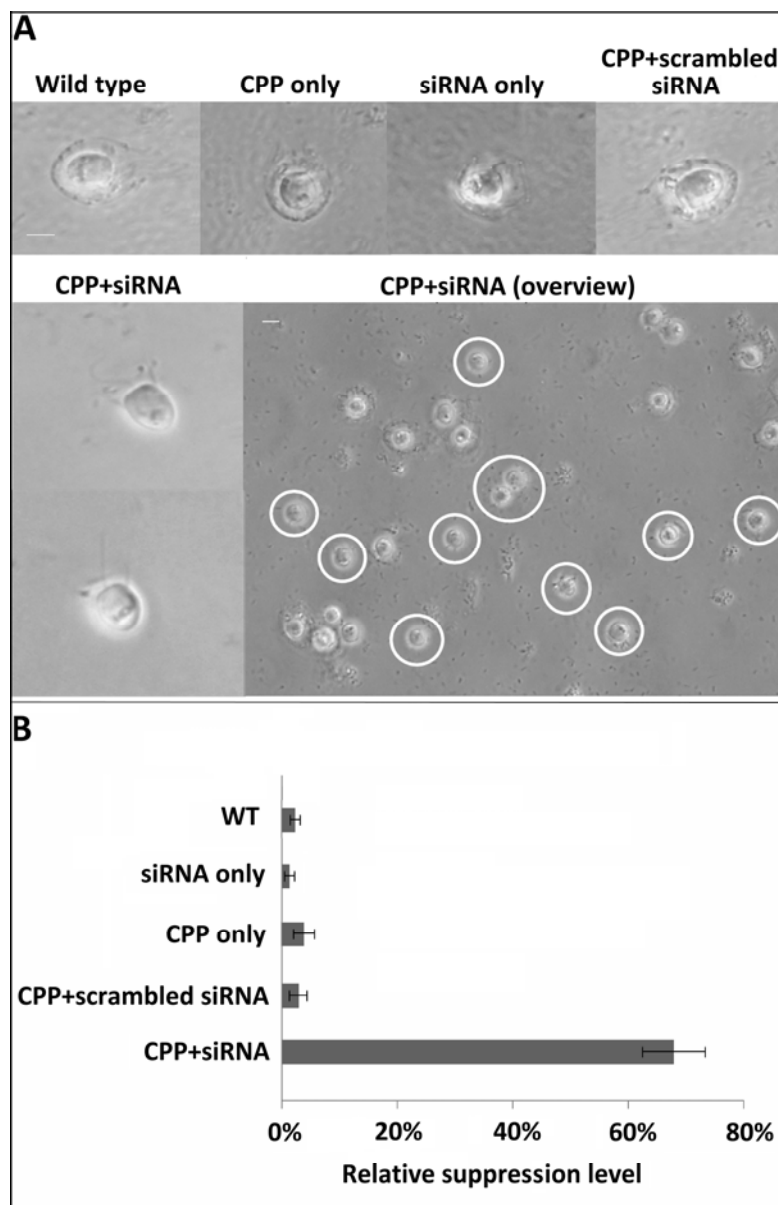 A
Wild type
CPP only
siRNA only
CPP+scrambled
siRNA
CPP+siRNA
CPP+siRNA (overview)
B
WT
siRNA only
CPP only
CPP+scrambled siRNA
CPP+siRNA
0%
20%
40%
60%
80%
Relative suppression level